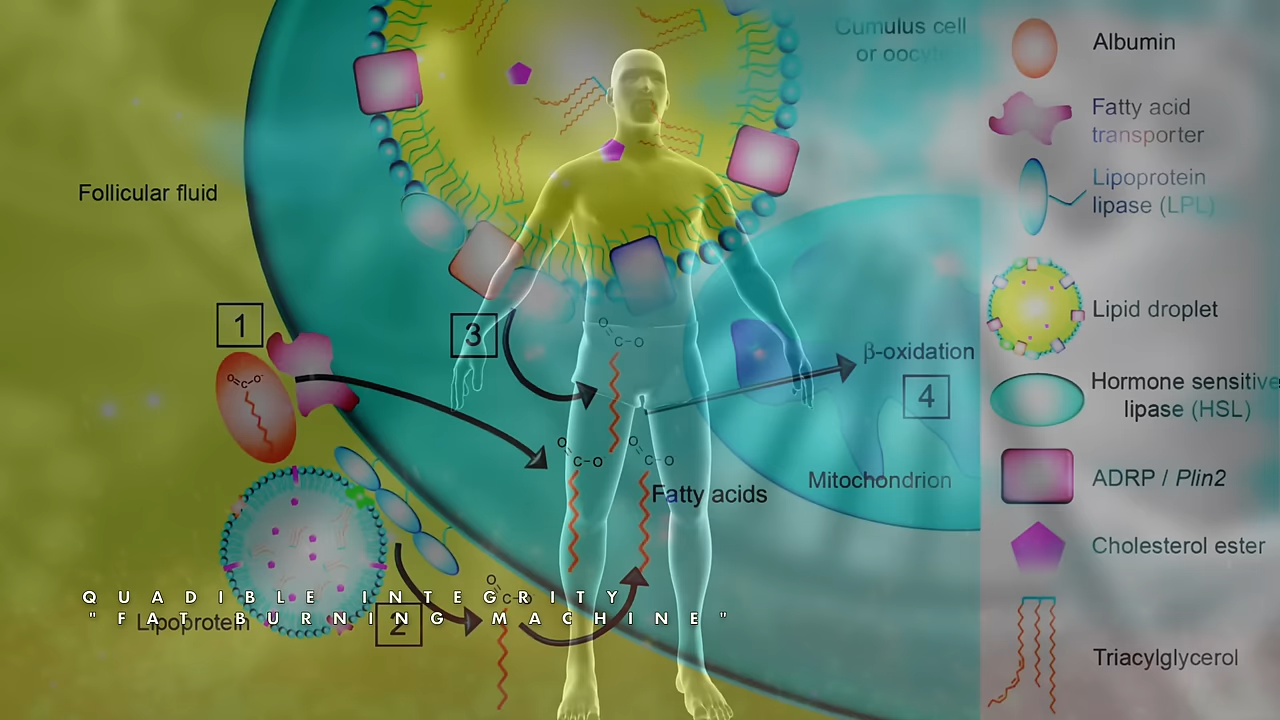 Cumulus cell
or oocyte
Albumin
Fatty acid
transporter
Follicular fluid
Lipoprotein
lipase (LPL)
Lipid droplet
1
3
β-oxidation
4
Hormone sensitive
lipase (HSL)
O
C-O
O
C-O-
O
C-O
O
C-O
Fatty acids
Mitochondrion
ADRP / Plin2
Cholesterol ester
O
C-O
QUADIBLE INTEGRITY
"FAT BURNING MACHINE"
Lipoprotein
2
Triacylglycerol